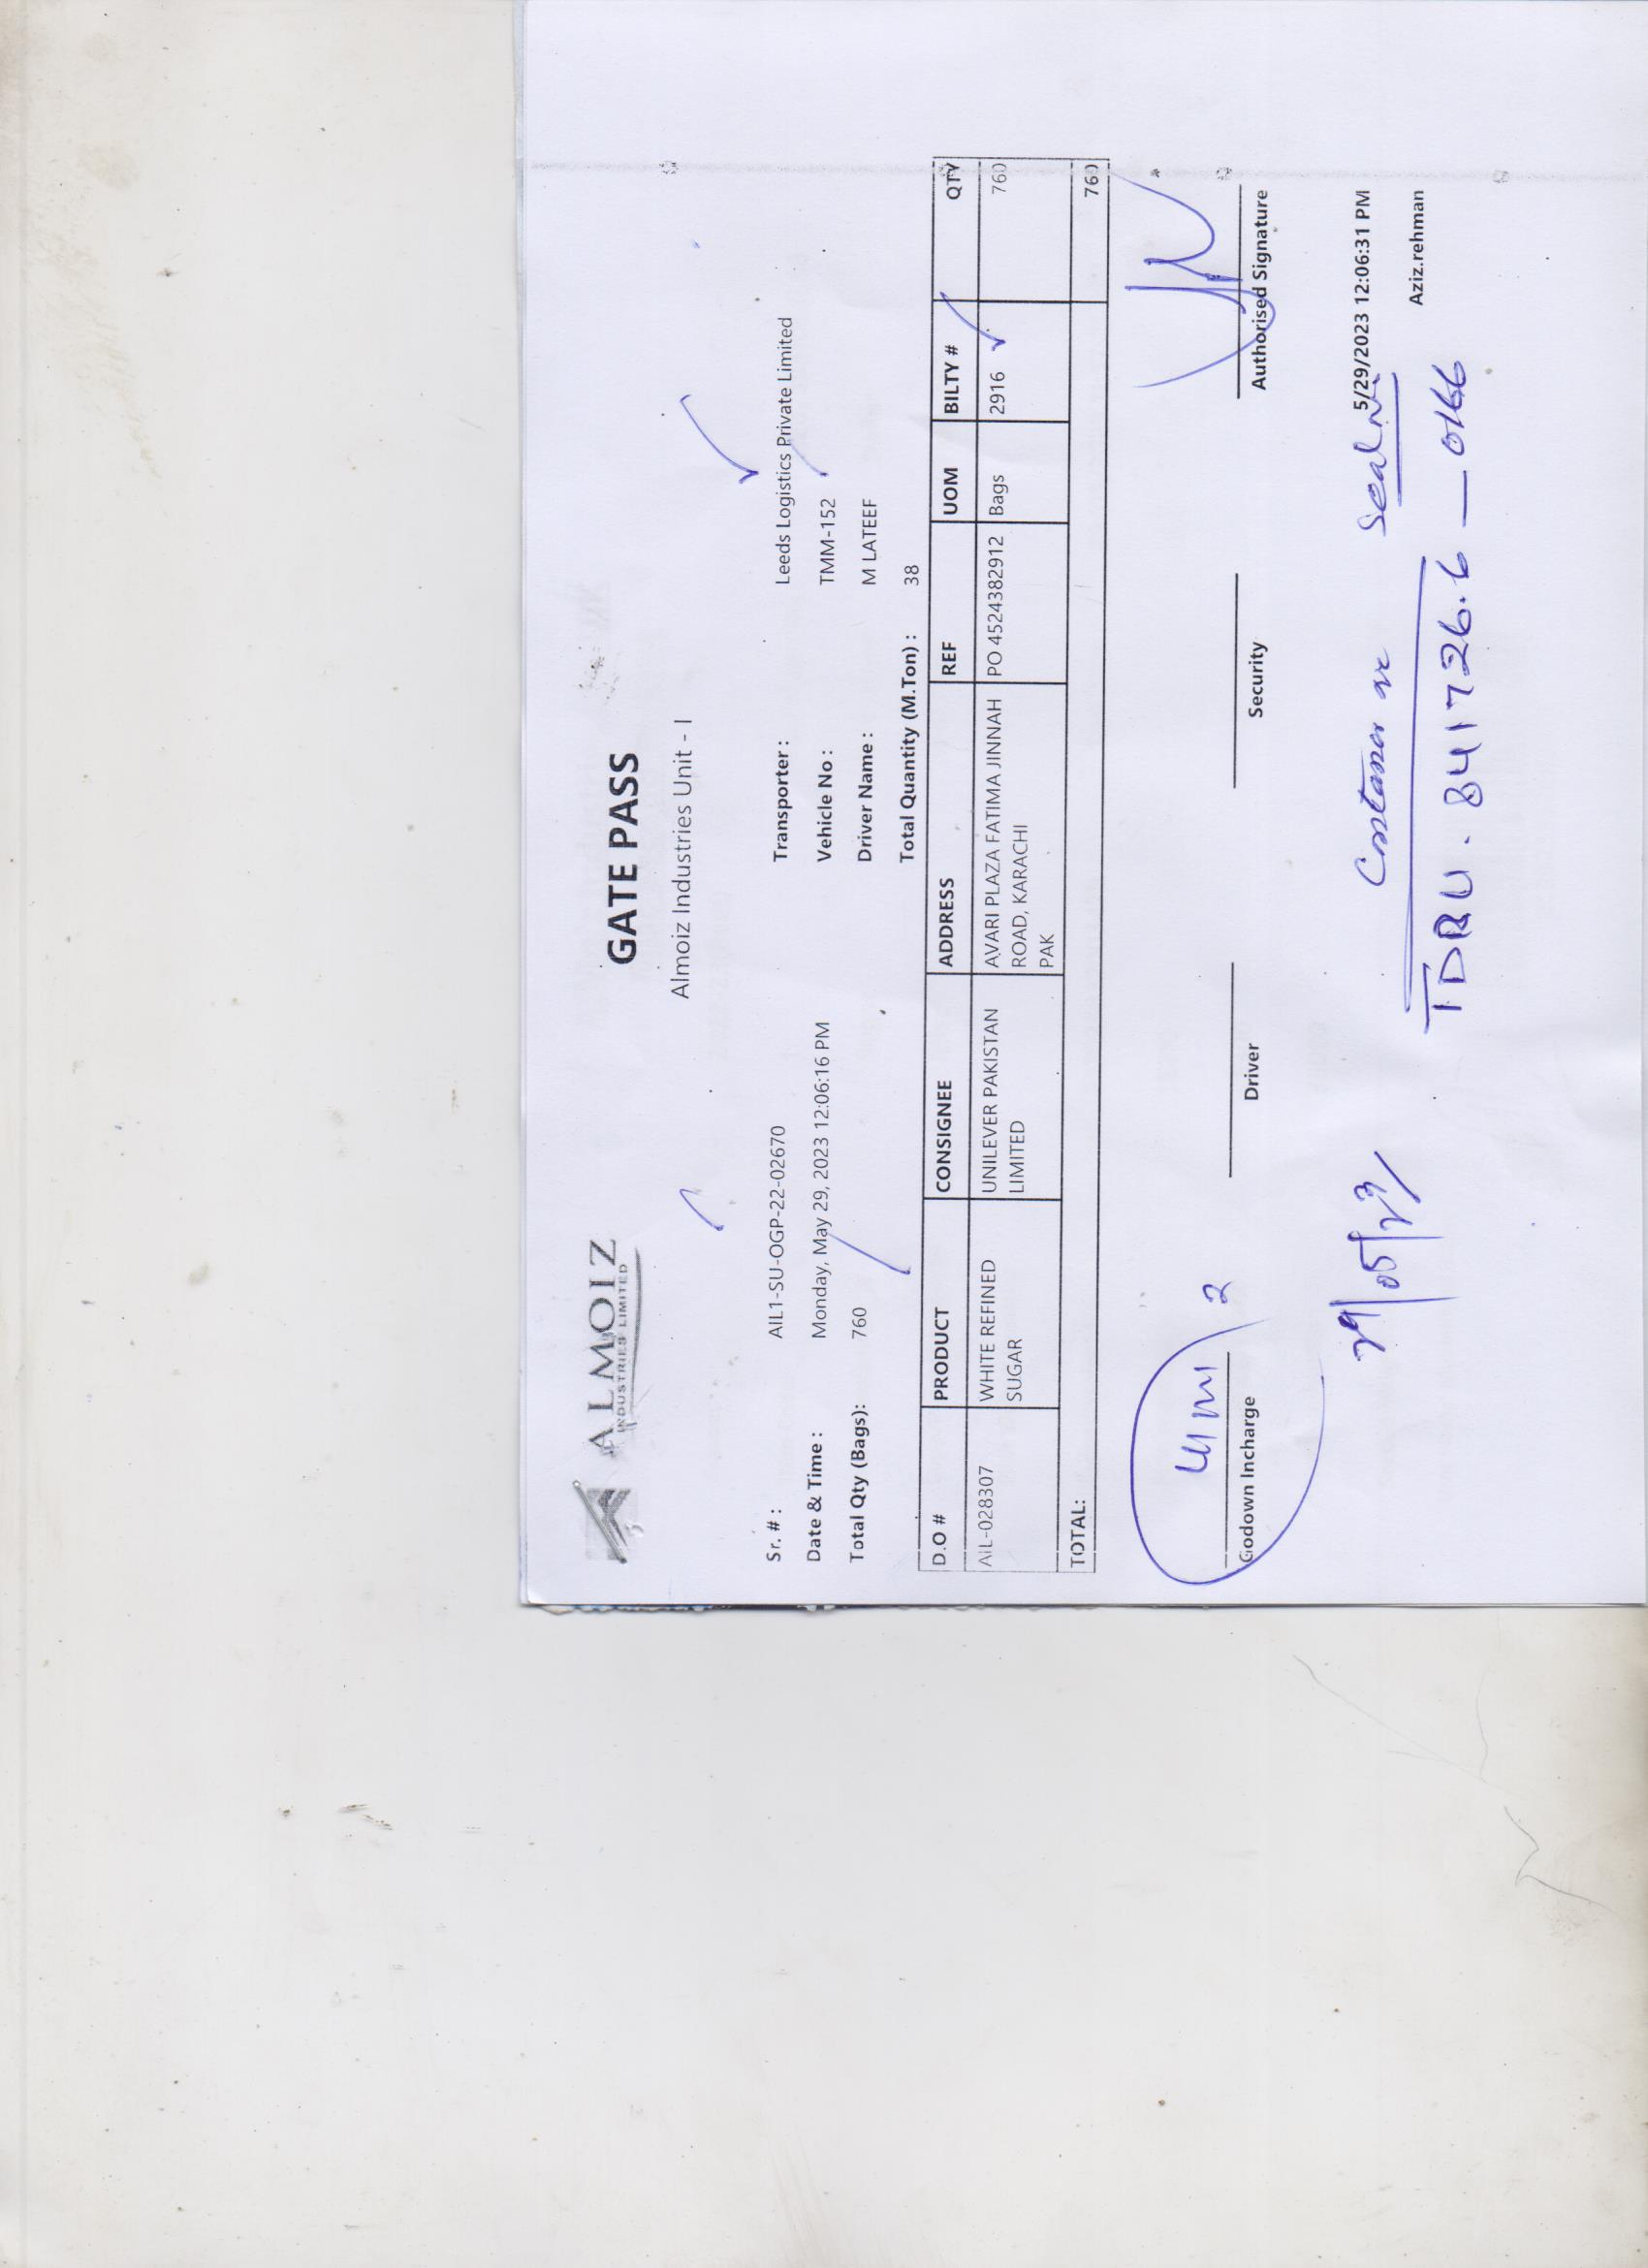 ALMOIZ
INDUSTRIES LIMITED
GATE PASS
Almoiz Industries Unit - I
Sr. # : AIL1-SU-OGP-22-02670 Transporter : Leeds Logistics Private Limited
Date & Time : Monday, May 29, 2023 12:06:16 PM Vehicle No : TMM-152
Total Qty (Bags): 760 Driver Name : M LATEEF
Total Quantity (M.Ton) : 38
D.O # PRODUCT CONSIGNEE ADDRESS REF UOM BILTY # QTY
AIL-028307 WHITE REFINED UNILEVER PAKISTAN AVARI PLAZA FATIMA JINNAH PO 4524382912 Bags 2916 760
SUGAR LIMITED ROAD, KARACHI
PAK
TOTAL: 760
2
Godown Incharge Driver Security Authorised Signature
5/29/2023 12:06:31 PM
29/05/23 Seal
Aziz.rehman
TDRU. 841726.6 — 0166